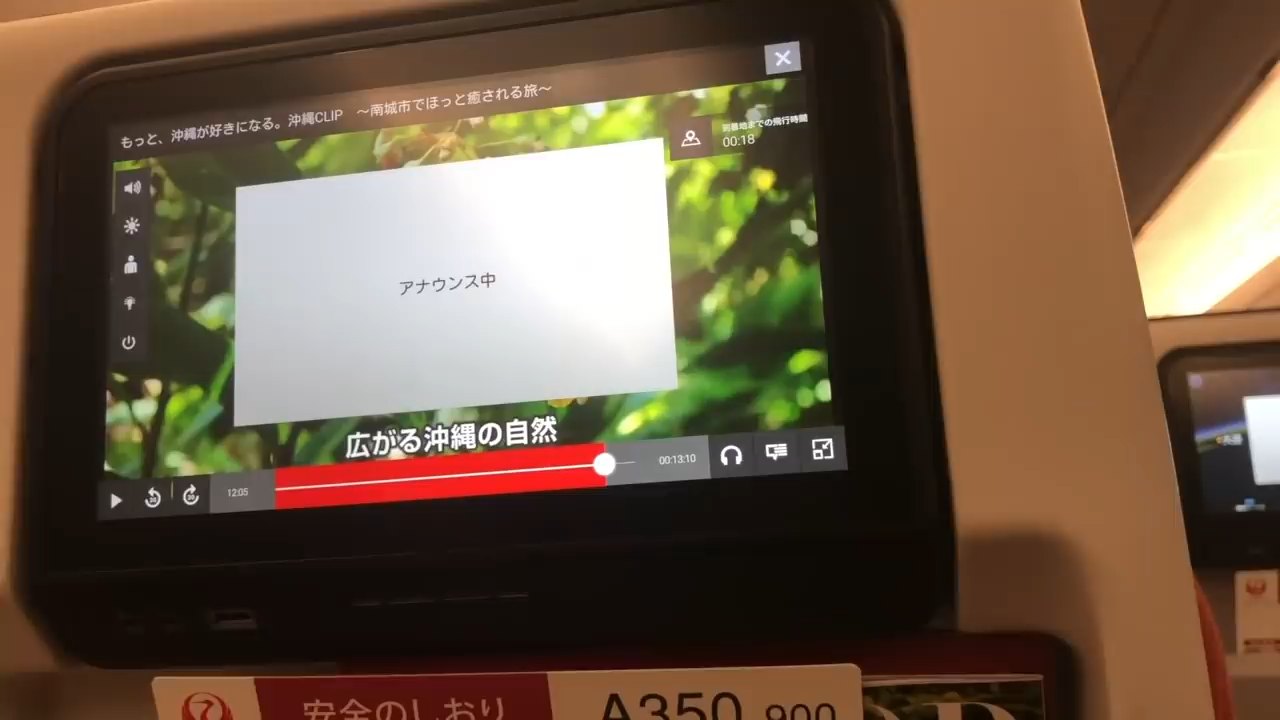 もっと、沖縄が好きになる。沖縄CLIP ～南城市でほっと癒される旅～
到着地までの飛行時間
00:18
アナウンス中
広がる沖縄の自然
12:05
00:13:10
30
30
安全のしおり
A350-900